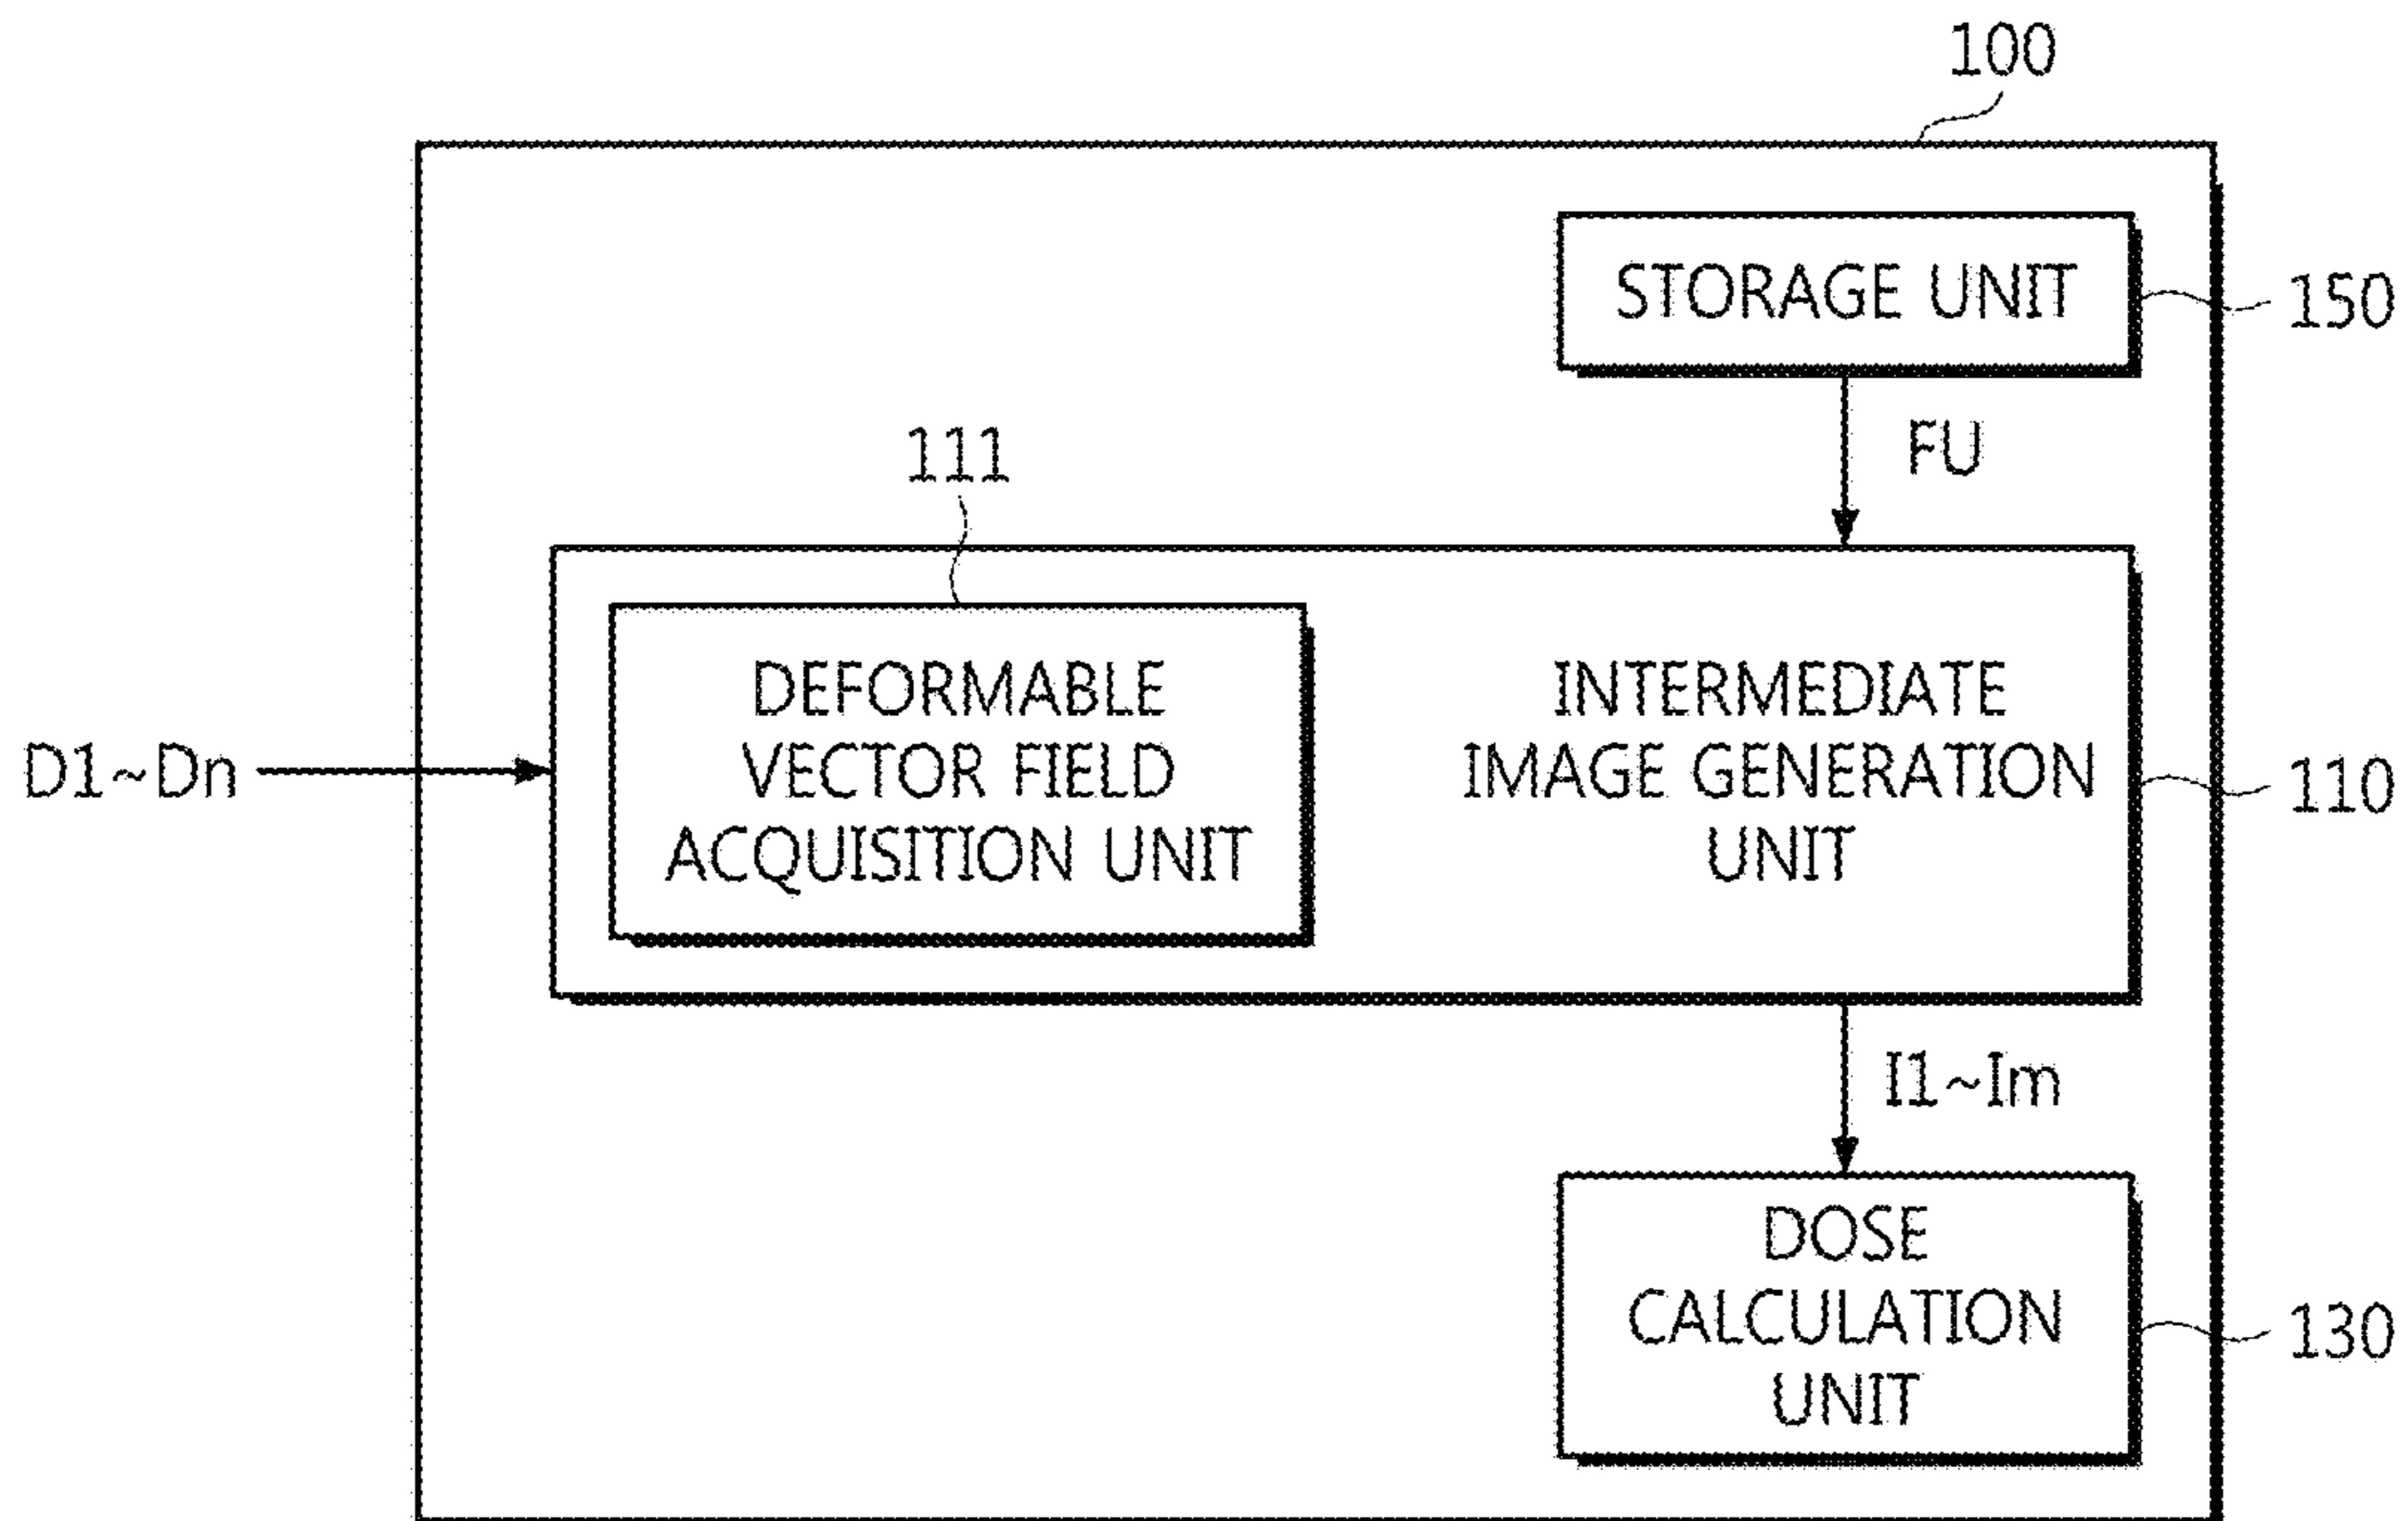 100
STORAGE UNIT
150
FU
111
DEFORMABLE
VECTOR FIELD
ACQUISITION UNIT
INTERMEDIATE
IMAGE GENERATION
UNIT
D1~Dn
110
I1~Im
DOSE
CALCULATION
UNIT
130